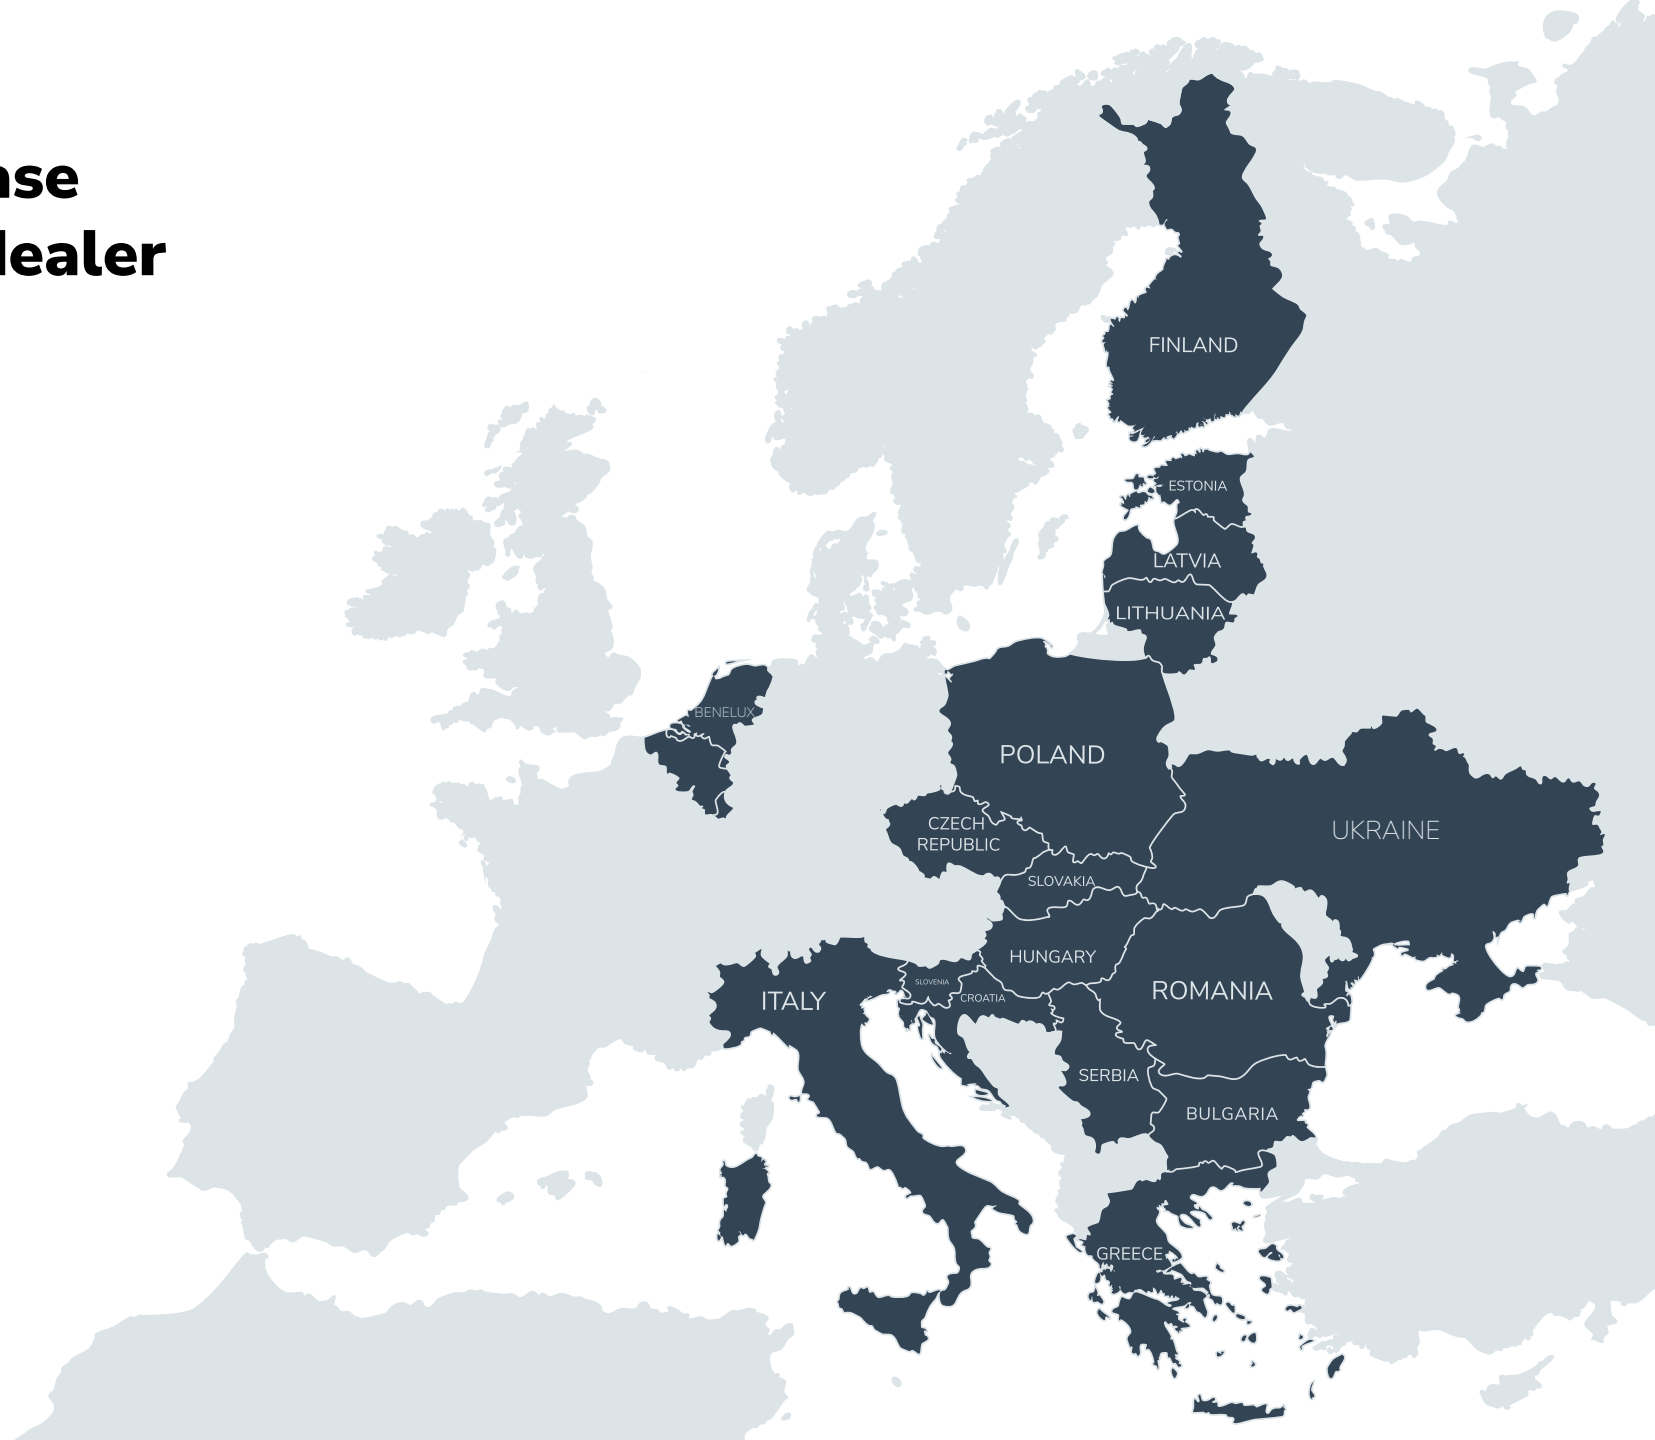 ase
dealer
FINLAND
ESTONIA
LATVIA
LITHUANIA
BENELUX
POLAND
CZECH
REPUBLIC
UKRAINE
SLOVAKIA
HUNGARY
SLOVENIA
CROATIA
ITALY
ROMANIA
SERBIA
BULGARIA
GREECE